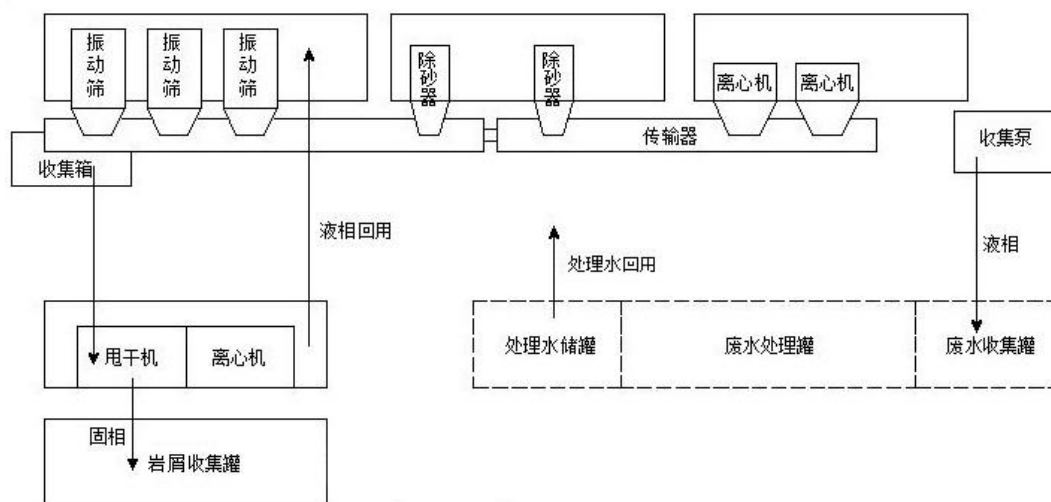 振动筛
振动筛
振动筛
除砂器
除砂器
离心机
离心机
传输器
收集泵
收集箱
液相回用
处理水回用
液相
甩干机
离心机
处理水储罐
废水处理罐
废水收集罐
固相
岩屑收集罐